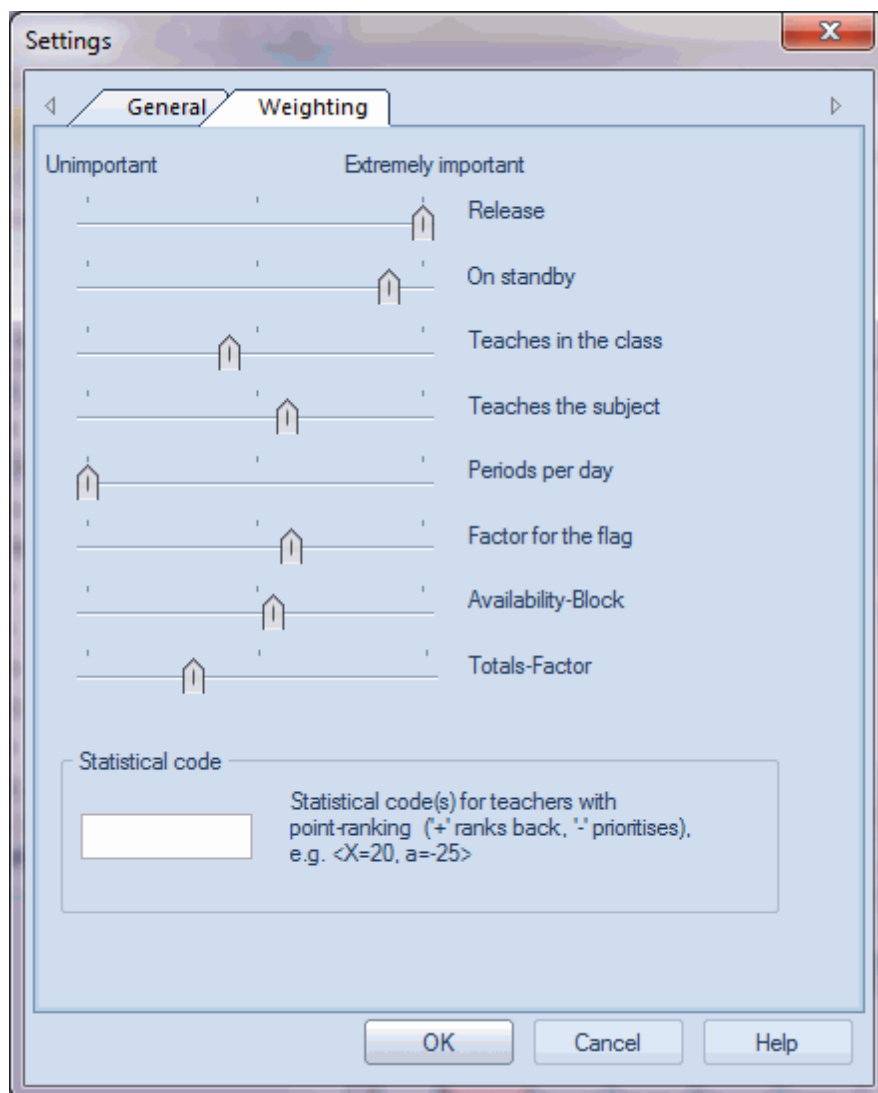 Settings
General Weighting
Unimportant Extremely important
Release
On standby
Teaches in the class
Teaches the subject
Periods per day
Factor for the flag
Availability-Block
Totals-Factor
Statistical code
Statistical code(s) for teachers with
point-ranking ('+' ranks back, '-' prioritises),
e.g. <X=20, a=-25>
OK Cancel Help